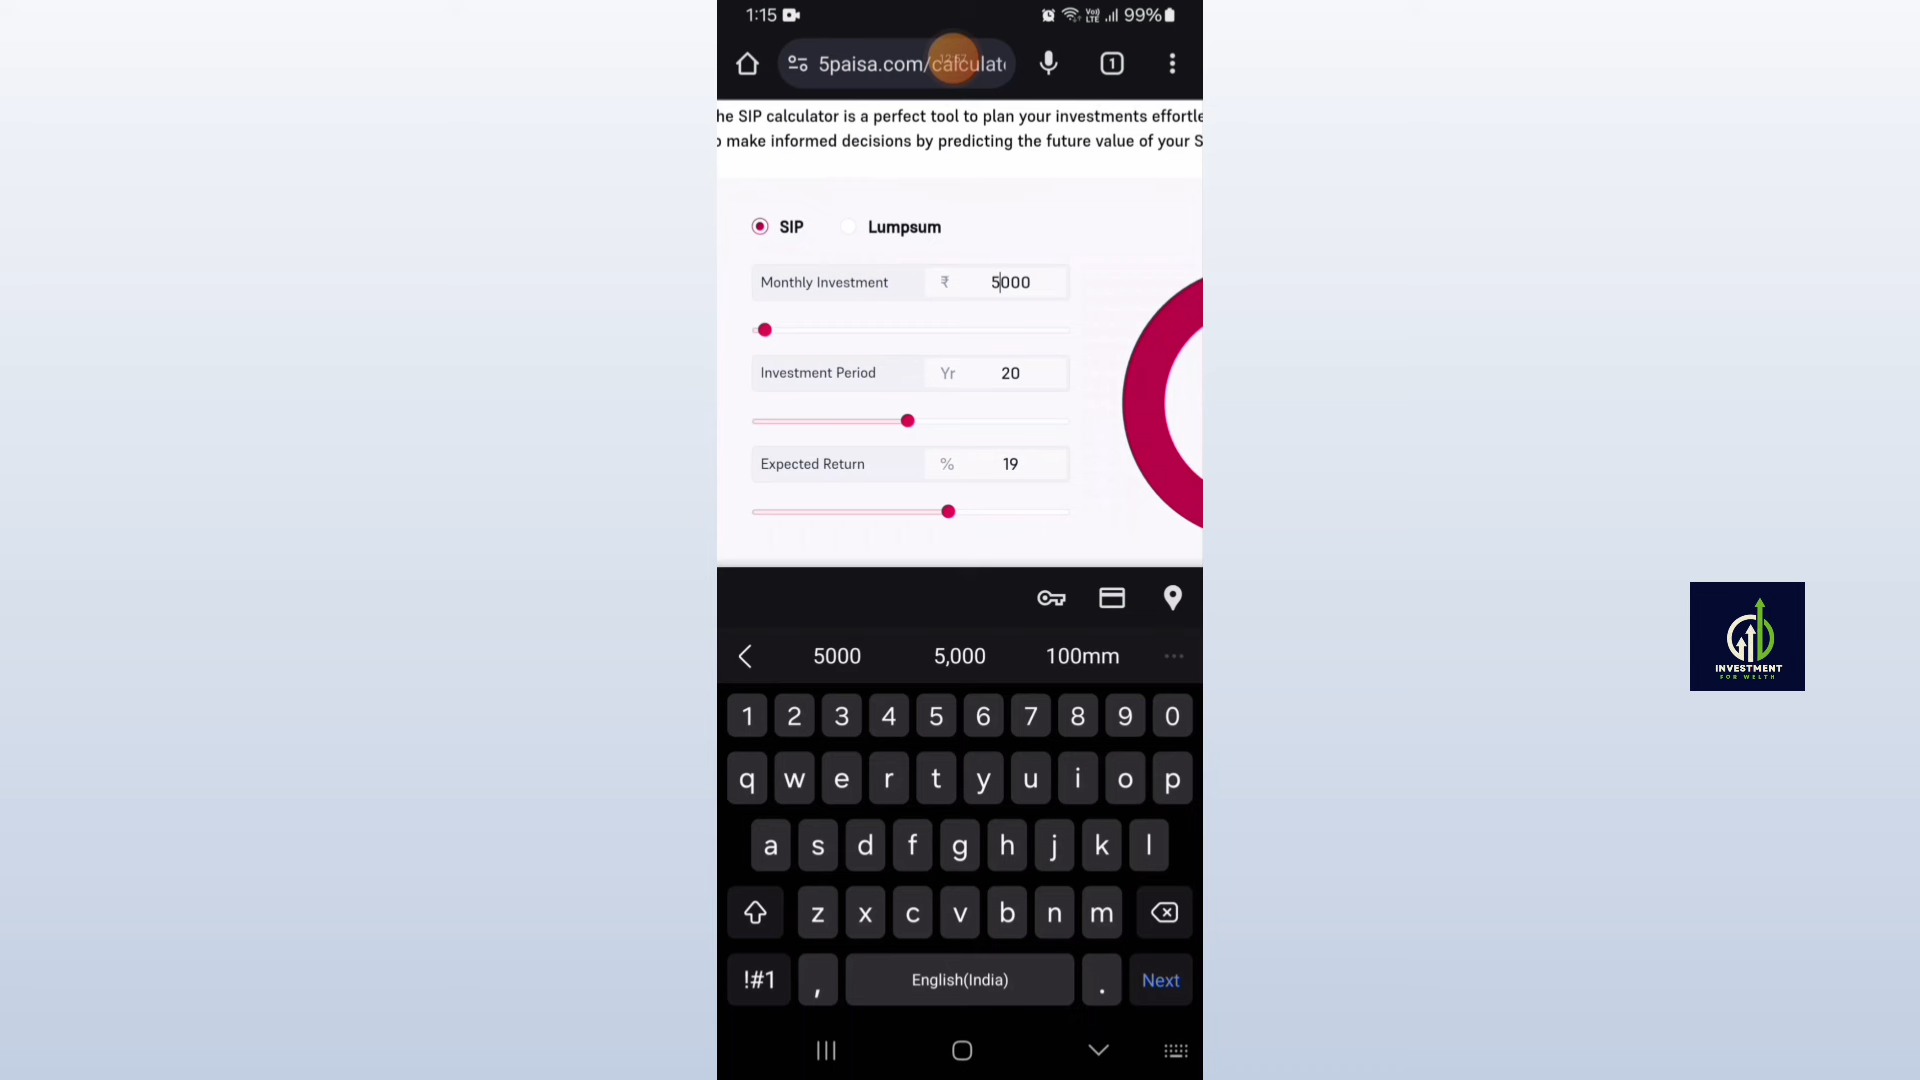 1:15 99%
5paisa.com/calculat
1
he SIP calculator is a perfect tool to plan your investments effortle
o make informed decisions by predicting the future value of your S
SIP Lumpsum
Monthly Investment ₹ 5000
Investment Period Yr 20
Expected Return % 19
5000 5,000 100mm ...
1 2 3 4 5 6 7 8 9 0
q w e r t y u i o p
a s d f g h j k l
z x c v b n m
!#1 , English(India) . Next
INVESTMENT
FOR WELTH